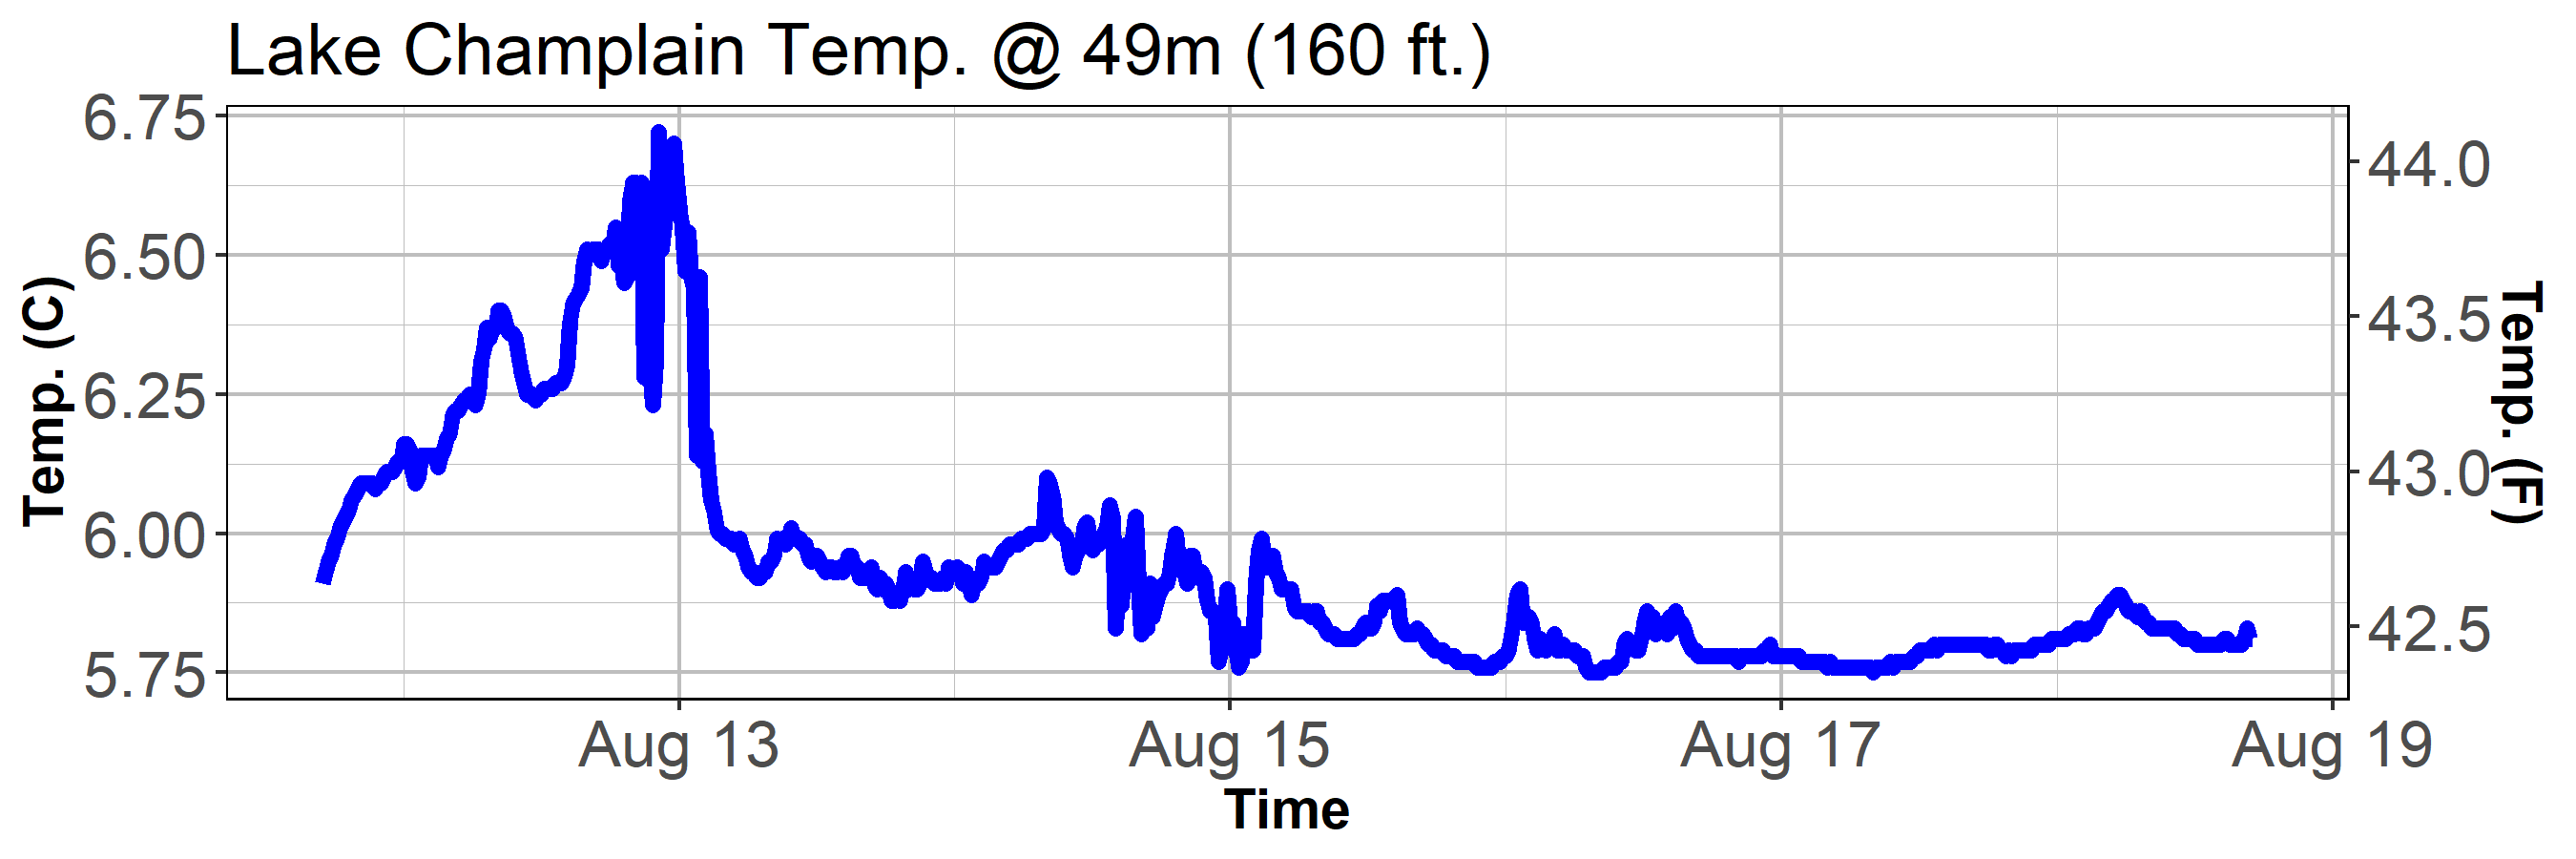 Lake Champlain Temp. @ 49m (160 ft.)
Temp. (C)
6.75
6.50
6.25
6.00
5.75
44.0
43.5
43.0
42.5
Temp. (F)
Aug 13
Aug 15
Aug 17
Aug 19
Time